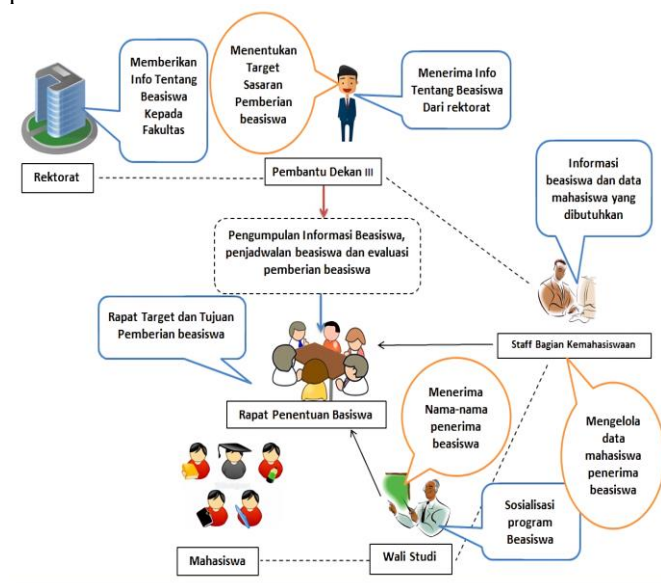 Memberikan
Info Tentang
Beasiswa
Kepada
Fakultas
Menentukan
Target
Sasaran
Pemberian
beasiswa
Menerima Info
Tentang Beasiswa
Dari rektorat
Rektorat
Pembantu Dekan III
Informasi
beasiswa dan data
mahasiswa yang
dibutuhkan
Pengumpulan Informasi Beasiswa,
penjadwalan beasiswa dan evaluasi
pemberian beasiswa
Rapat Target dan Tujuan
Pemberian beasiswa
Staff Bagian Kemahasiswaan
Rapat Penentuan Basiswa
Menerima
Nama-nama
penerima
beasiswa
Mengelola
data
mahasiswa
penerima
beasiswa
Sosialisasi
program
Beasiswa
Mahasiswa
Wali Studi